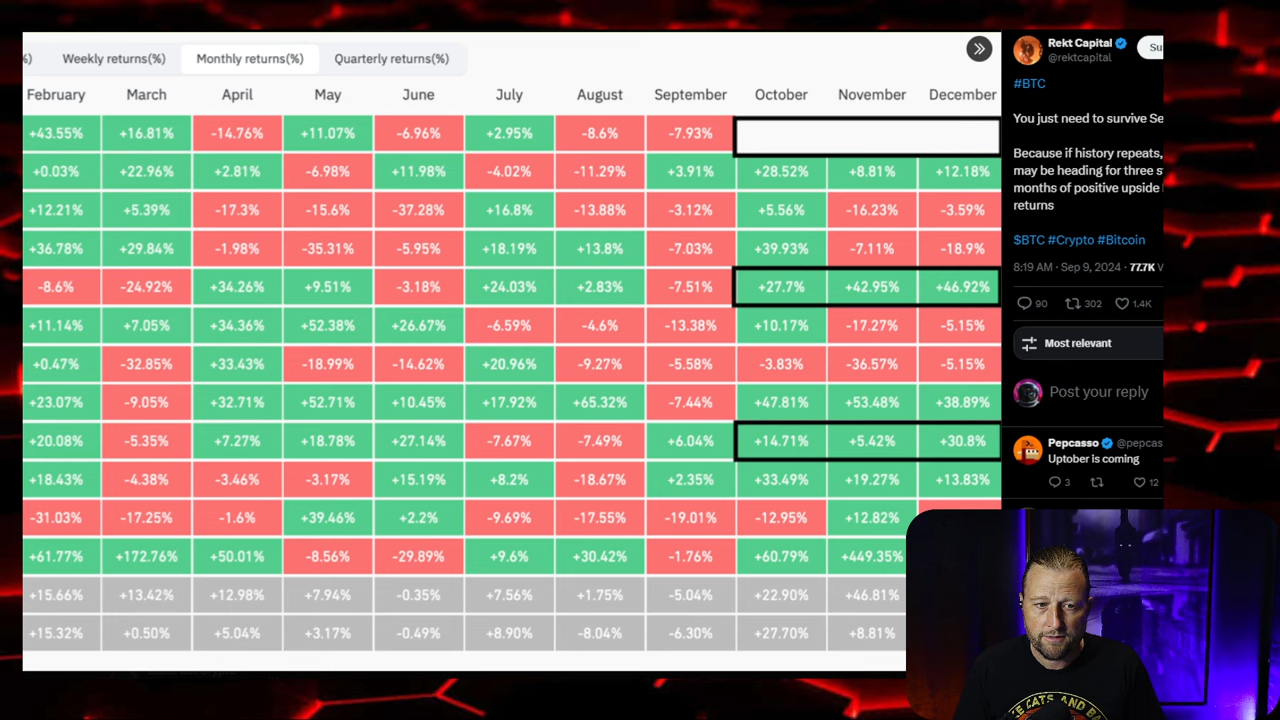 Weekly returns(%) Monthly returns(%) Quarterly returns(%)
February March April May June July August September October November December
+43.55% +16.81% -14.76% +11.07% -6.96% +2.95% -8.6% -7.93%
+0.03% +22.96% +2.81% -6.98% +11.98% -4.02% -11.29% +3.91% +28.52% +8.81% +12.18%
+12.21% +5.39% -17.3% -15.6% -37.28% +16.8% -13.88% -3.12% +5.56% -16.23% -3.59%
+36.78% +29.84% -1.98% -35.31% -5.95% +18.19% +13.8% -7.03% +39.93% -7.11% -18.9%
-8.6% -24.92% +34.26% +9.51% -3.18% +24.03% +2.83% -7.51% +27.7% +42.95% +46.92%
+11.14% +7.05% +34.36% +52.38% +26.67% -6.59% -4.6% -13.38% +10.17% -17.27% -5.15%
+0.47% -32.85% +33.43% -18.99% -14.62% +20.96% -9.27% -5.58% -3.83% -36.57% -5.15%
+23.07% -9.05% +32.71% +52.71% +10.45% +17.92% +65.32% -7.44% +47.81% +53.48% +38.89%
+20.08% -5.35% +7.27% +18.78% +27.14% -7.67% -7.49% +6.04% +14.71% +5.42% +30.8%
+18.43% -4.38% -3.46% -3.17% +15.19% +8.2% -18.67% +2.35% +33.49% +19.27% +13.83%
-31.03% -17.25% -1.6% +39.46% +2.2% -9.69% -17.55% -19.01% -12.95% +12.82%
+61.77% +172.76% +50.01% -8.56% -29.89% +9.6% +30.42% -1.76% +60.79% +449.35%
+15.66% +13.42% +12.98% +7.94% -0.35% +7.56% +1.75% -5.04% +22.90% +46.81%
+15.32% +0.50% +5.04% +3.17% -0.49% +8.90% -8.04% -6.30% +27.70% +8.81%
Rekt Capital
@rektcapital
Su
#BTC
You just need to survive Se
Because if history repeats,
may be heading for three s
months of positive upside
returns
$BTC #Crypto #Bitcoin
8:19 AM · Sep 9, 2024 · 77.7K V
90 302 1.4K
Most relevant
Post your reply
Pepcasso @pepcas
Uptober is coming
3 12
CATS AND